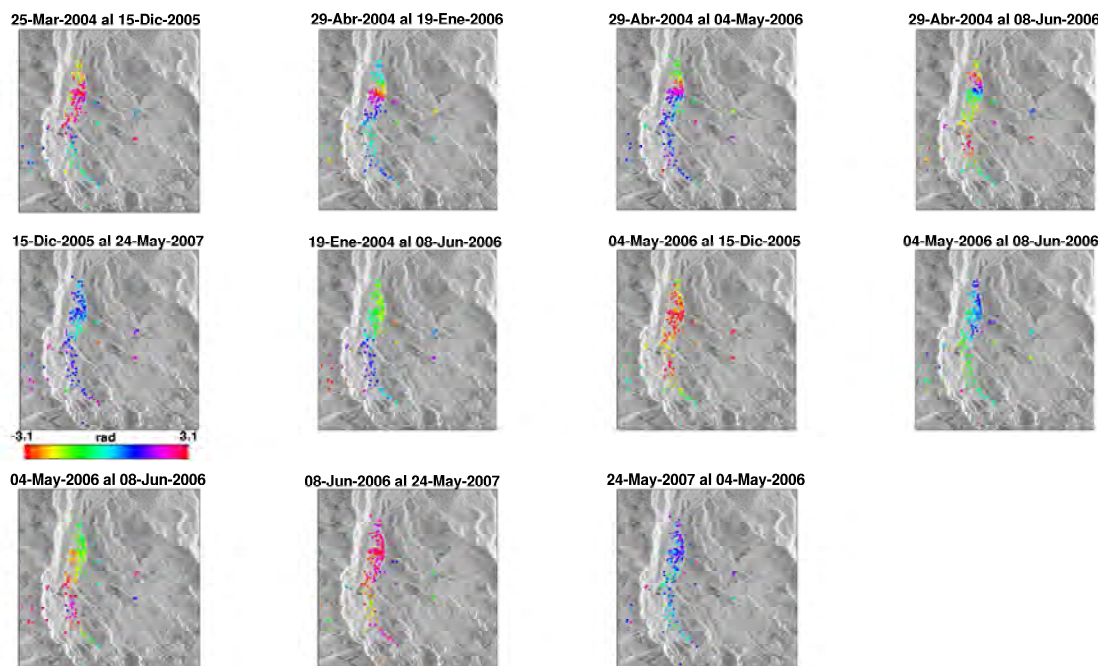 25-Mar-2004 al 15-Dic-2005
29-Abr-2004 al 19-Ene-2006
29-Abr-2004 al 04-May-2006
29-Abr-2004 al 08-Jun-2006
15-Dic-2005 al 24-May-2007
19-Ene-2004 al 08-Jun-2006
04-May-2006 al 15-Dic-2005
04-May-2006 al 08-Jun-2006
-3.1 rad 3.1
04-May-2006 al 08-Jun-2006
08-Jun-2006 al 24-May-2007
24-May-2007 al 04-May-2006